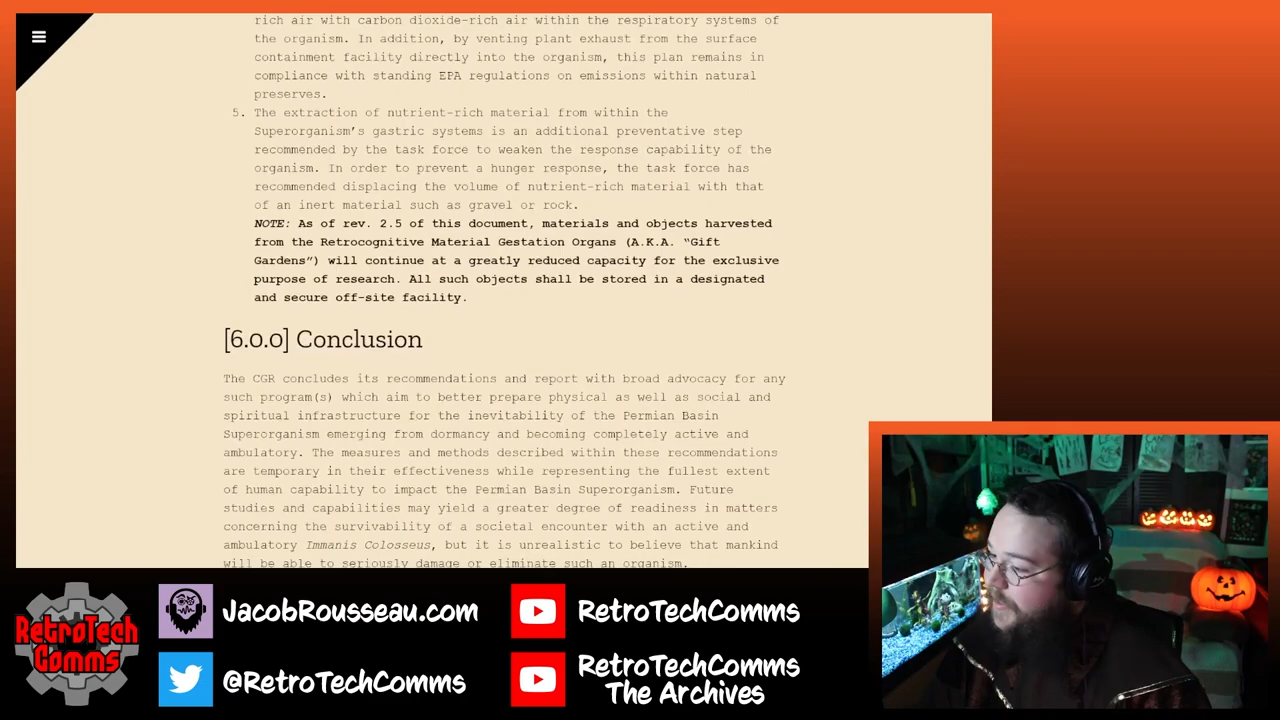 rich air with carbon dioxide-rich air within the respiratory systems of
the organism. In addition, by venting plant exhaust from the surface
containment facility directly into the organism, this plan remains in
compliance with standing EPA regulations on emissions within natural
preserves.
5. The extraction of nutrient-rich material from within the
Superorganism's gastric systems is an additional preventative step
recommended by the task force to weaken the response capability of the
organism. In order to prevent a hunger response, the task force has
recommended displacing the volume of nutrient-rich material with that
of an inert material such as gravel or rock.
NOTE: As of rev. 2.5 of this document, materials and objects harvested
from the Retrocognitive Material Gestation Organs (A.K.A. "Gift
Gardens") will continue at a greatly reduced capacity for the exclusive
purpose of research. All such objects shall be stored in a designated
and secure off-site facility.
[6.0.0] Conclusion
The CGR concludes its recommendations and report with broad advocacy for any
such program(s) which aim to better prepare physical as well as social and
spiritual infrastructure for the inevitability of the Permian Basin
Superorganism emerging from dormancy and becoming completely active and
ambulatory. The measures and methods described within these recommendations
are temporary in their effectiveness while representing the fullest extent
of human capability to impact the Permian Basin Superorganism. Future
studies and capabilities may yield a greater degree of readiness in matters
concerning the survivability of a societal encounter with an active and
ambulatory Immanis Colosseus, but it is unrealistic to believe that mankind
will be able to seriously damage or eliminate such an organism.
RetroTech
Comms
JacobRousseau.com
RetroTechComms
@RetroTechComms
RetroTechComms
The Archives